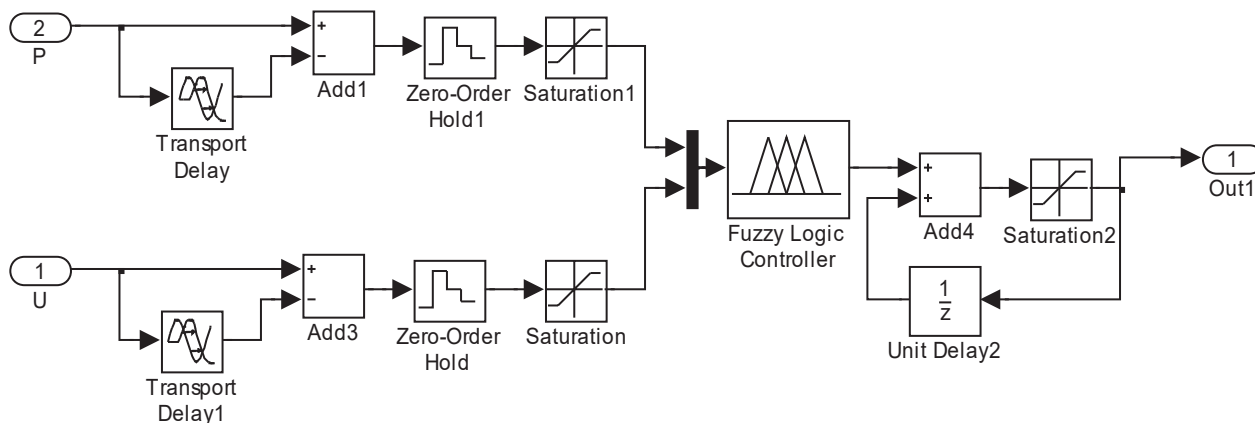 2
P
Transport
Delay
+
−
Add1
Zero-Order
Hold1
Saturation1
1
U
Transport
Delay1
+
−
Add3
Zero-Order
Hold
Saturation
Fuzzy Logic
Controller
+
+
Add4
Saturation2
1
z
Unit Delay2
1
Out1